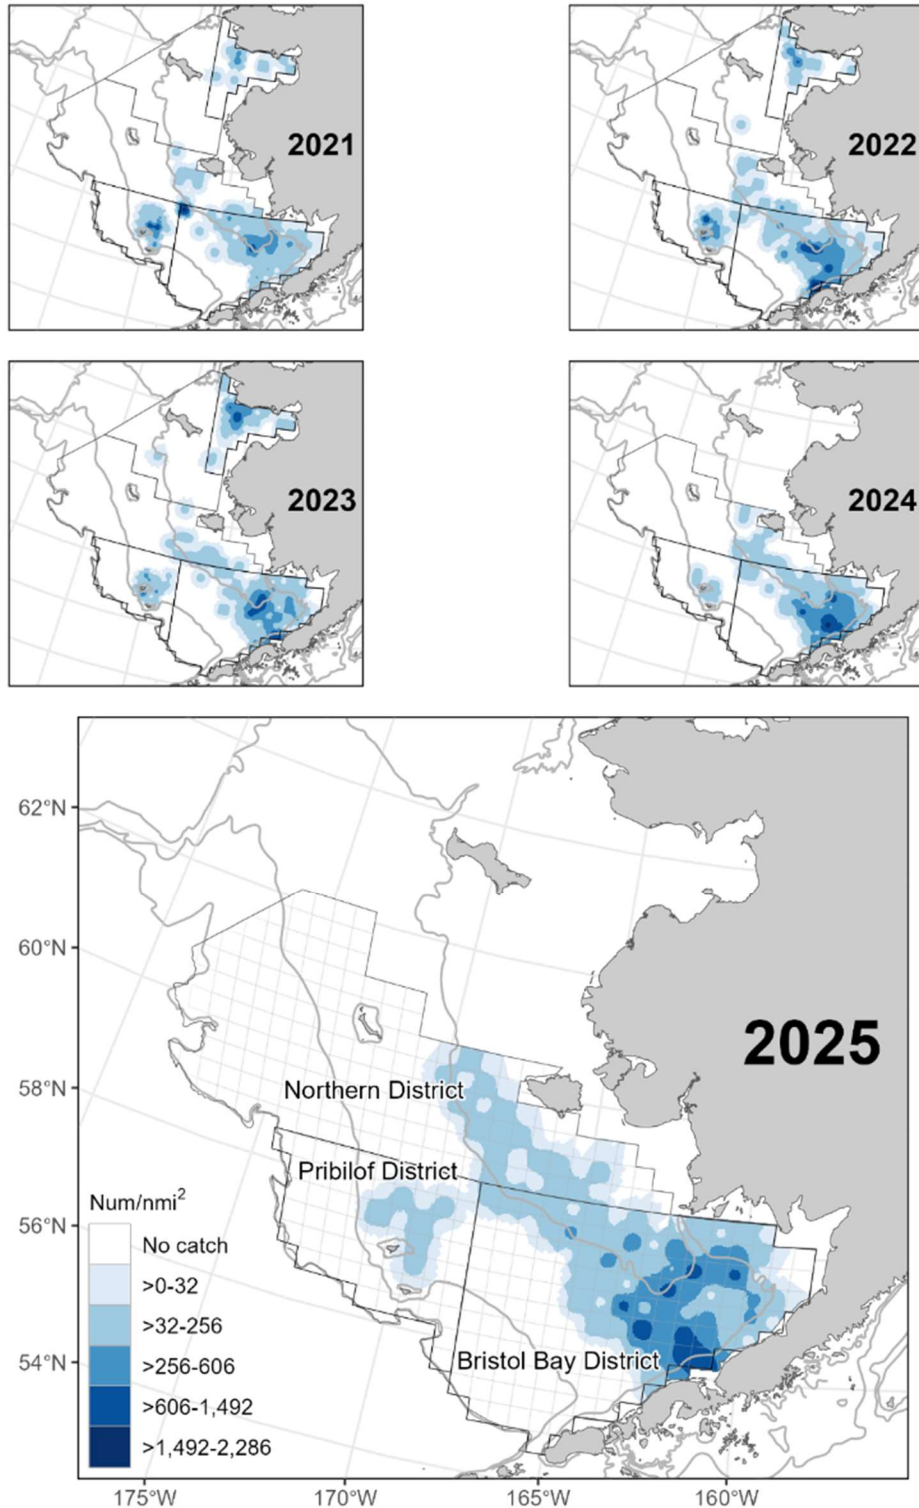 2021
2022
2023
2024
2025
62°N
60°N
58°N
56°N
54°N
Northern District
Pribilof District
Bristol Bay District
Num/nmi²
No catch
>0-32
>32-256
>256-606
>606-1,492
>1,492-2,286
175°W
170°W
165°W
160°W